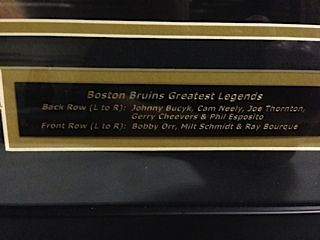 Boston Bruins Greatest Legends
Back Row (L to R): Johnny Bucyk, Cam Neely, Joe Thornton,
Gerry Cheevers & Phil Esposito
Front Row (L to R): Bobby Orr, Milt Schmidt & Ray Bourque